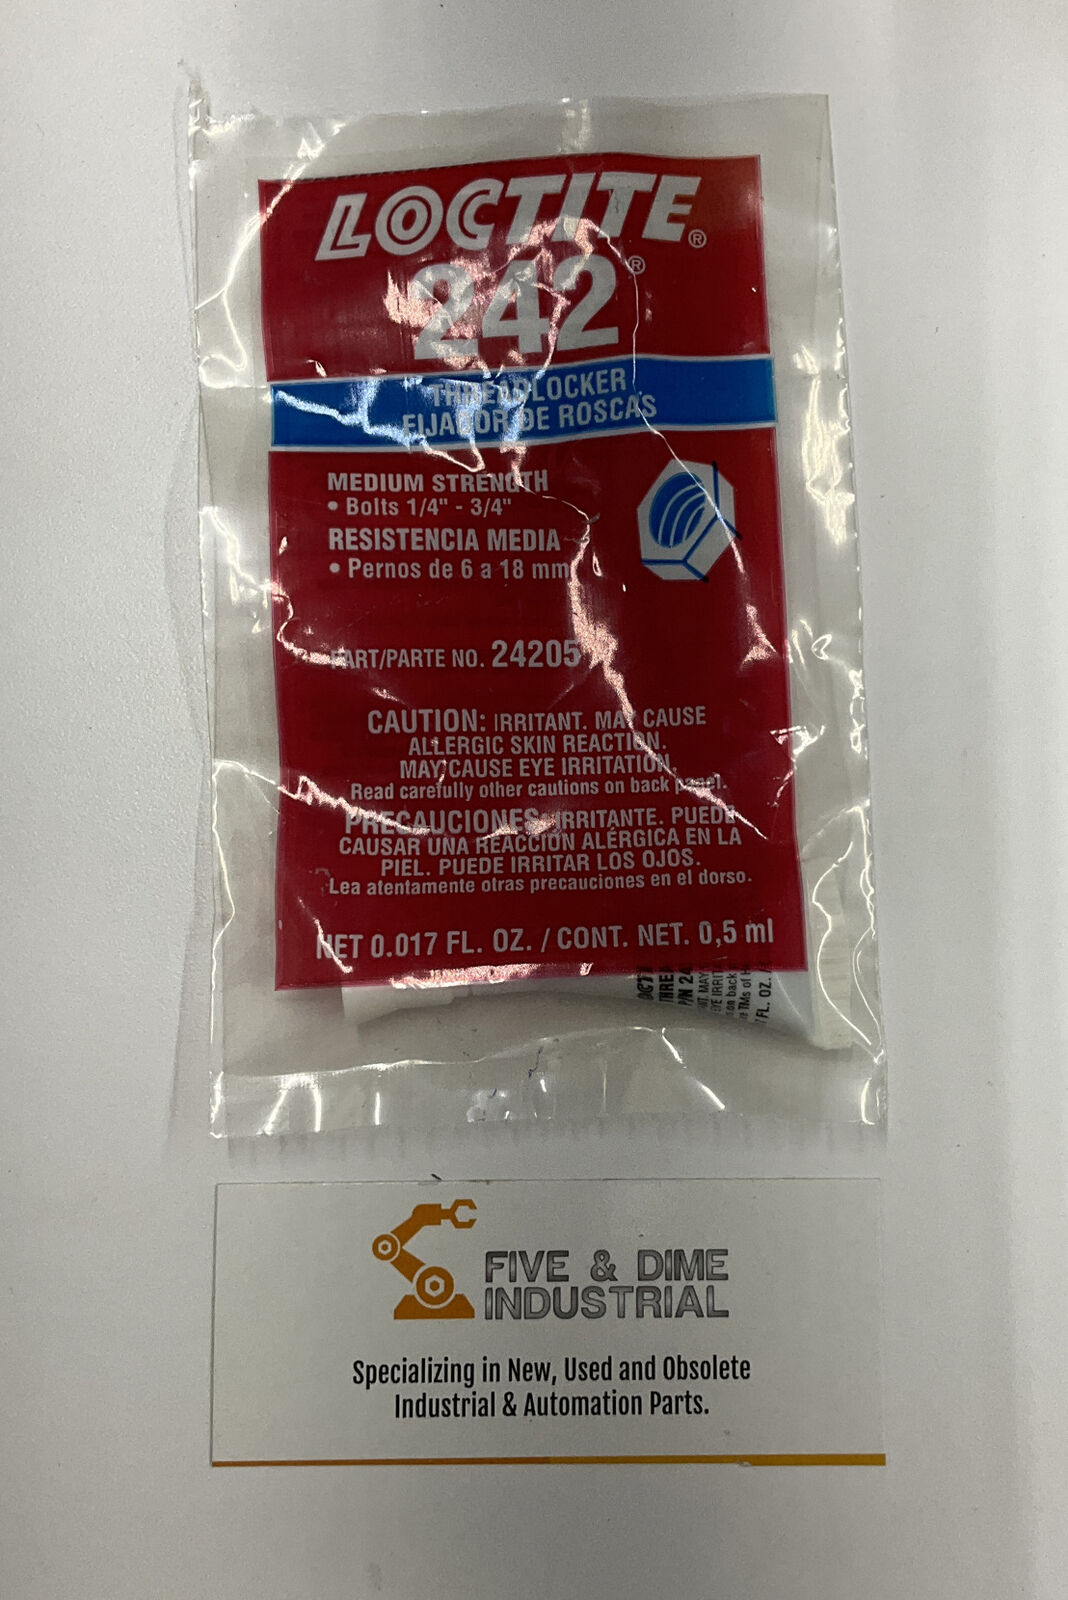 LOCTITE®
242®
THREADLOCKER
FIJADOR DE ROSCAS
MEDIUM STRENGTH
• Bolts 1/4" - 3/4"
RESISTENCIA MEDIA
• Pernos de 6 a 18 mm
PART/PARTE NO. 24205
CAUTION: IRRITANT. MAY CAUSE
ALLERGIC SKIN REACTION.
MAY CAUSE EYE IRRITATION.
Read carefully other cautions on back panel.
PRECAUCIONES: IRRITANTE. PUEDE
CAUSAR UNA REACCIÓN ALÉRGICA EN LA
PIEL. PUEDE IRRITAR LOS OJOS.
Lea atentamente otras precauciones en el dorso.
NET 0.017 FL. OZ. / CONT. NET. 0,5 ml
FIVE & DIME
INDUSTRIAL
Specializing in New, Used and Obsolete
Industrial & Automation Parts.